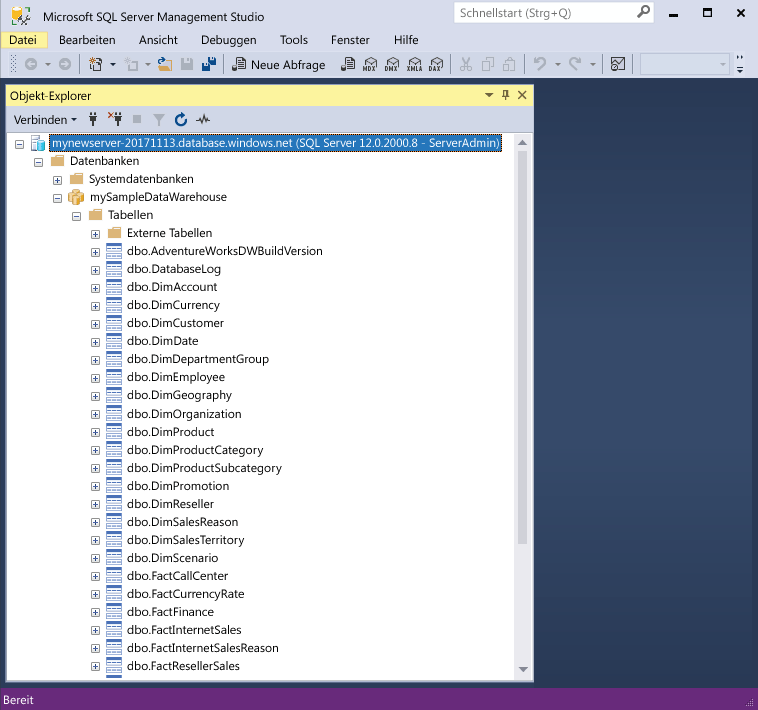 Microsoft SQL Server Management Studio
Schnellstart (Strg+Q)
Datei Bearbeiten Ansicht Debuggen Tools Fenster Hilfe
Neue Abfrage MDX DMX XMLA DAX
Objekt-Explorer
Verbinden
mynewserver-20171113.database.windows.net (SQL Server 12.0.2000.8 - ServerAdmin)
Datenbanken
Systemdatenbanken
mySampleDataWarehouse
Tabellen
Externe Tabellen
dbo.AdventureWorksDWBuildVersion
dbo.DatabaseLog
dbo.DimAccount
dbo.DimCurrency
dbo.DimCustomer
dbo.DimDate
dbo.DimDepartmentGroup
dbo.DimEmployee
dbo.DimGeography
dbo.DimOrganization
dbo.DimProduct
dbo.DimProductCategory
dbo.DimProductSubcategory
dbo.DimPromotion
dbo.DimReseller
dbo.DimSalesReason
dbo.DimSalesTerritory
dbo.DimScenario
dbo.FactCallCenter
dbo.FactCurrencyRate
dbo.FactFinance
dbo.FactInternetSales
dbo.FactInternetSalesReason
dbo.FactResellerSales
Bereit